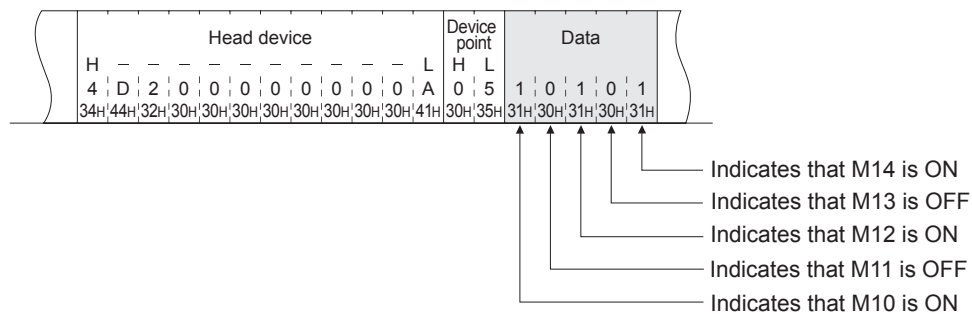 Head device
Device point
Data
H – – – – – – – – – – L H L
4 D 2 0 0 0 0 0 0 0 0 A 0 5 1 0 1 0 1
34H 44H 32H 30H 30H 30H 30H 30H 30H 30H 30H 41H 30H 35H 31H 30H 31H 30H 31H
Indicates that M14 is ON
Indicates that M13 is OFF
Indicates that M12 is ON
Indicates that M11 is OFF
Indicates that M10 is ON